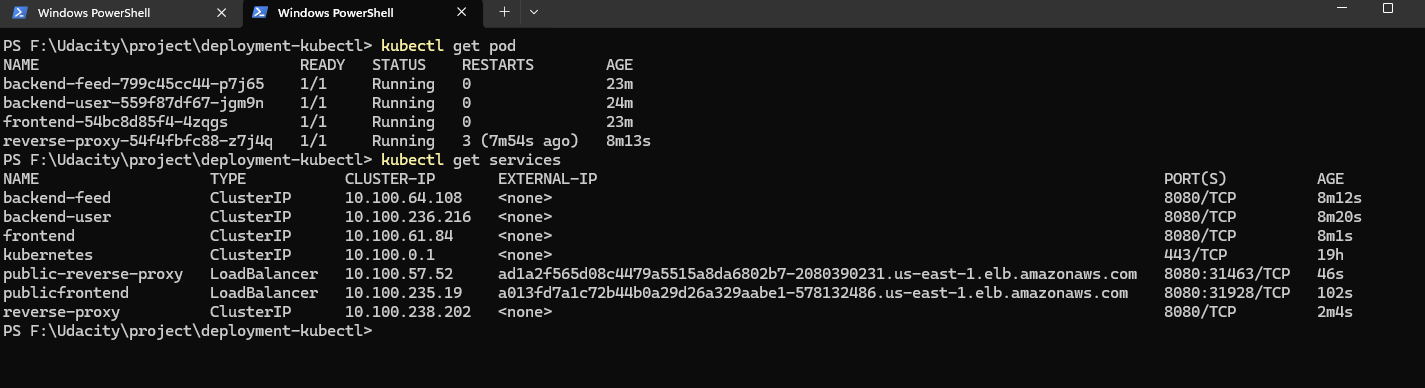 Windows PowerShell
Windows PowerShell
PS F:\Udacity\project\deployment-kubectl> kubectl get pod
NAME READY STATUS RESTARTS AGE
backend-feed-799c45cc44-p7j65 1/1 Running 0 23m
backend-user-559f87df67-jgm9n 1/1 Running 0 24m
frontend-54bc8d85f4-4zqgs 1/1 Running 0 23m
reverse-proxy-54f4fbfc88-z7j4q 1/1 Running 3 (7m54s ago) 8m13s
PS F:\Udacity\project\deployment-kubectl> kubectl get services
NAME TYPE CLUSTER-IP EXTERNAL-IP PORT(S) AGE
backend-feed ClusterIP 10.100.64.108 <none> 8080/TCP 8m12s
backend-user ClusterIP 10.100.236.216 <none> 8080/TCP 8m20s
frontend ClusterIP 10.100.61.84 <none> 8080/TCP 8m1s
kubernetes ClusterIP 10.100.0.1 <none> 443/TCP 19h
public-reverse-proxy LoadBalancer 10.100.57.52 ad1a2f565d08c4479a5515a8da6802b7-2080390231.us-east-1.elb.amazonaws.com 8080:31463/TCP 46s
publicfrontend LoadBalancer 10.100.235.19 a013fd7a1c72b44b0a29d26a329aabe1-578132486.us-east-1.elb.amazonaws.com 8080:31928/TCP 102s
reverse-proxy ClusterIP 10.100.238.202 <none> 8080/TCP 2m4s
PS F:\Udacity\project\deployment-kubectl>